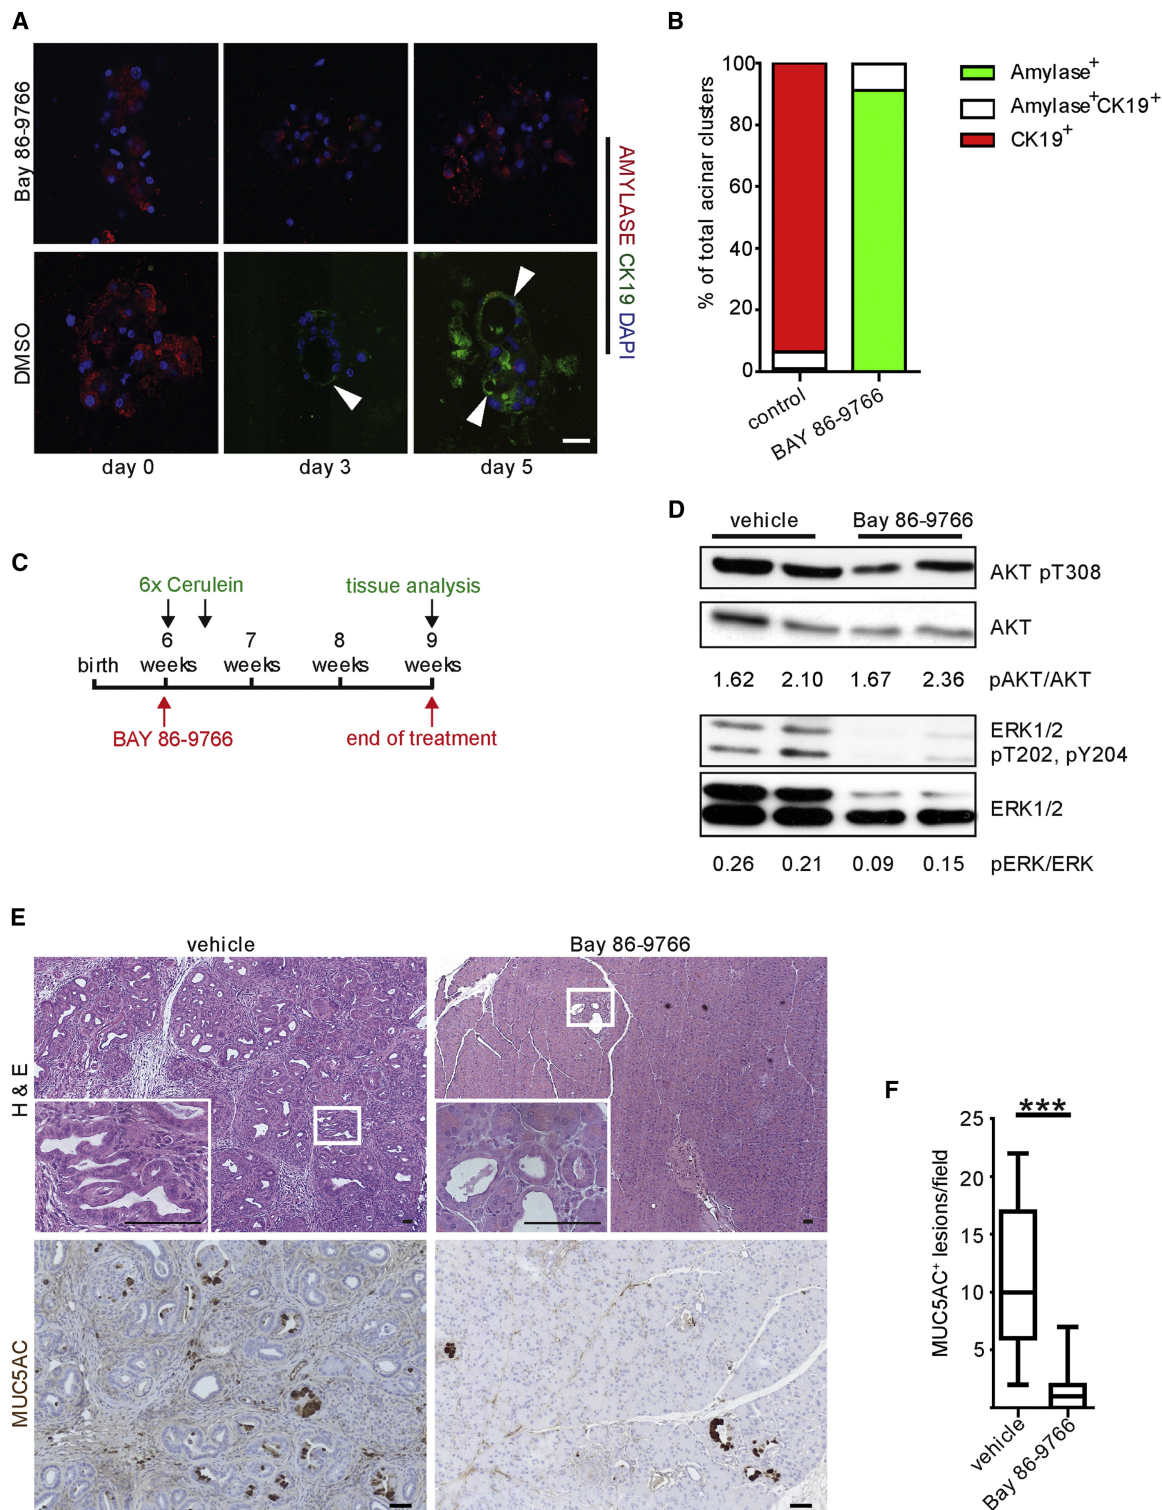 A
Bay 86-9766
DMSO
day 0
day 3
day 5
AMYLASE CK19 DAPI
B
% of total acinar clusters
100
80
60
40
20
0
control
BAY 86-9766
Amylase+
Amylase+CK19+
CK19+
C
6x Cerulein
tissue analysis
6
7
8
9
birth
weeks
weeks
weeks
weeks
BAY 86-9766
end of treatment
D
vehicle
Bay 86-9766
AKT pT308
AKT
1.62 2.10 1.67 2.36 pAKT/AKT
ERK1/2
pT202, pY204
ERK1/2
0.26 0.21 0.09 0.15 pERK/ERK
E
vehicle
Bay 86-9766
H & E
MUC5AC
F
MUC5AC+ lesions/field
25
20
15
10
5
***
vehicle
Bay 86-9766